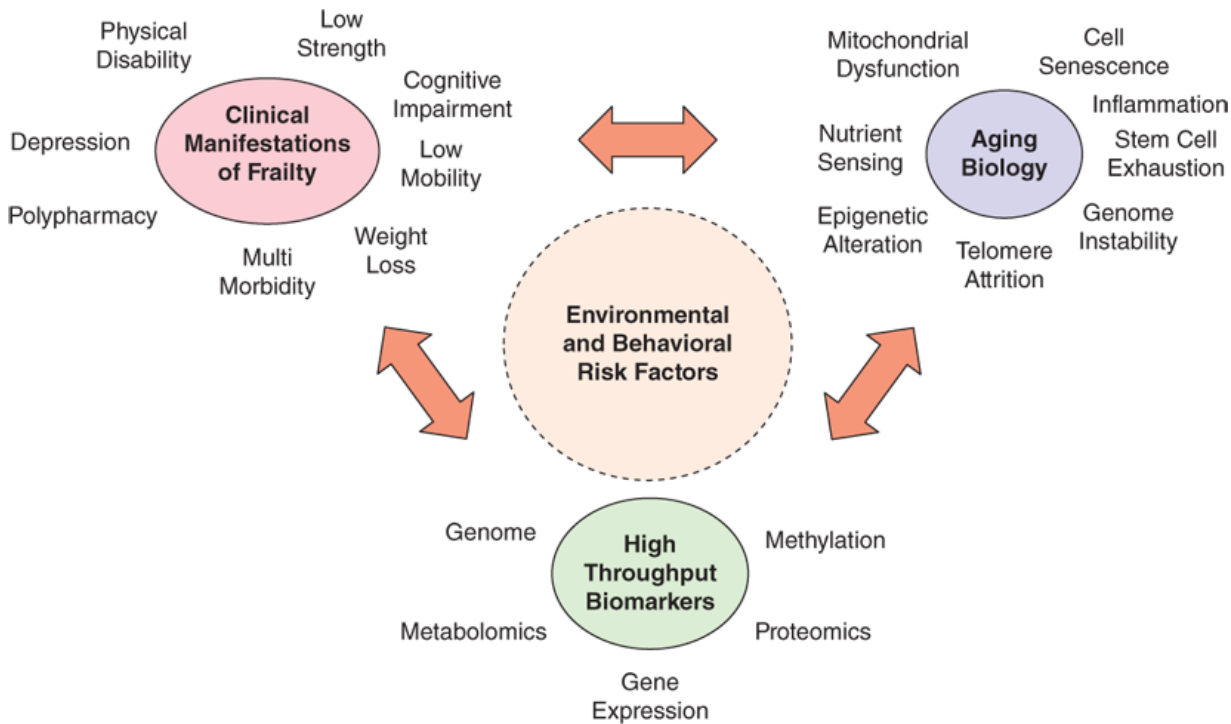 Physical
Disability
Low
Strength
Cognitive
Impairment
Clinical
Manifestations
of Frailty
Depression
Low
Mobility
Polypharmacy
Multi
Morbidity
Weight
Loss
Mitochondrial
Dysfunction
Cell
Senescence
Inflammation
Nutrient
Sensing
Aging
Biology
Stem Cell
Exhaustion
Epigenetic
Alteration
Telomere
Attrition
Genome
Instability
Environmental
and Behavioral
Risk Factors
Genome
High
Throughput
Biomarkers
Methylation
Metabolomics
Proteomics
Gene
Expression